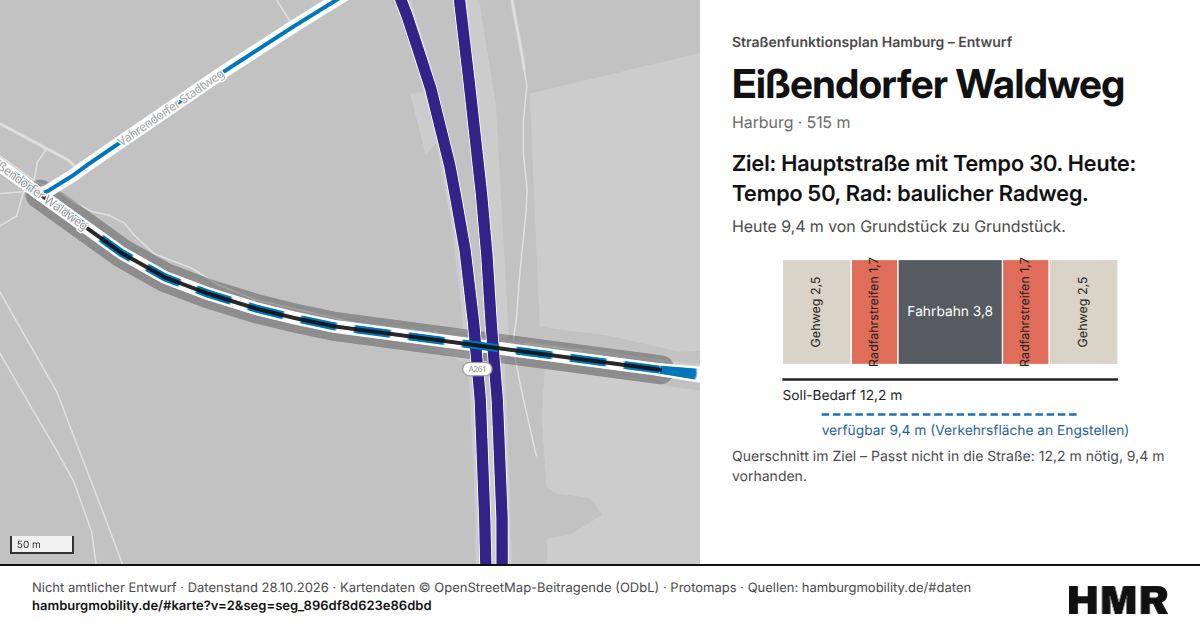 Vahrendorfer Stadtweg
ßendorfer Waldweg
A261
50 m
Straßenfunktionsplan Hamburg – Entwurf
Eißendorfer Waldweg
Harburg · 515 m
Ziel: Hauptstraße mit Tempo 30. Heute:
Tempo 50, Rad: baulicher Radweg.
Heute 9,4 m von Grundstück zu Grundstück.
Gehweg 2,5
Radfahrstreifen 1,7
Fahrbahn 3,8
Radfahrstreifen 1,7
Gehweg 2,5
Soll-Bedarf 12,2 m
verfügbar 9,4 m (Verkehrsfläche an Engstellen)
Querschnitt im Ziel – Passt nicht in die Straße: 12,2 m nötig, 9,4 m
vorhanden.
Nicht amtlicher Entwurf · Datenstand 28.10.2026 · Kartendaten © OpenStreetMap-Beitragende (ODbL) · Protomaps · Quellen: hamburgmobility.de/#daten
hamburgmobility.de/#karte?v=2&seg=seg_896df8d623e86dbd
HMR